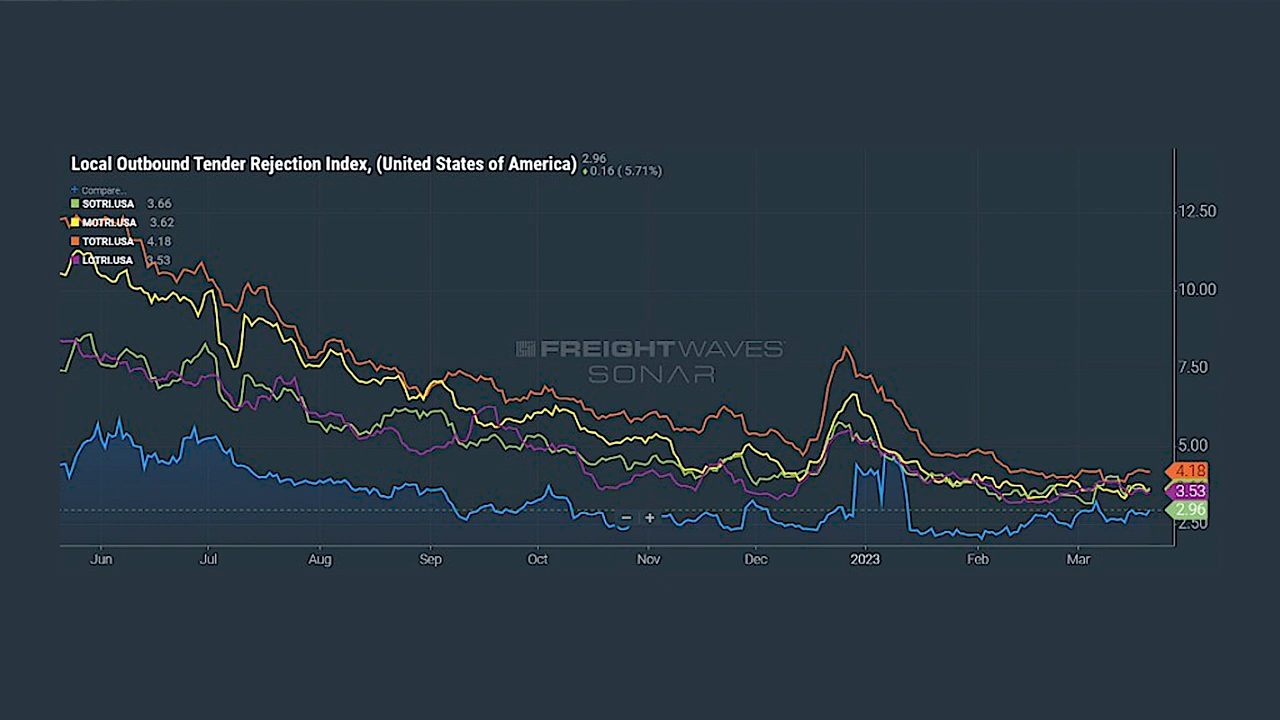 Local Outbound Tender Rejection Index, (United States of America) 2.96
0.16 ( 5.71%)
+ Compare...
SOTRI.USA 3.66
MOTRI.USA 3.62
TOTRI.USA 4.18
LOTRI.USA 3.53
FREIGHTWAVES
SONAR
12.50
10.00
7.50
5.00
4.18
3.53
2.96
2.50
− +
Jun Jul Aug Sep Oct Nov Dec 2023 Feb Mar